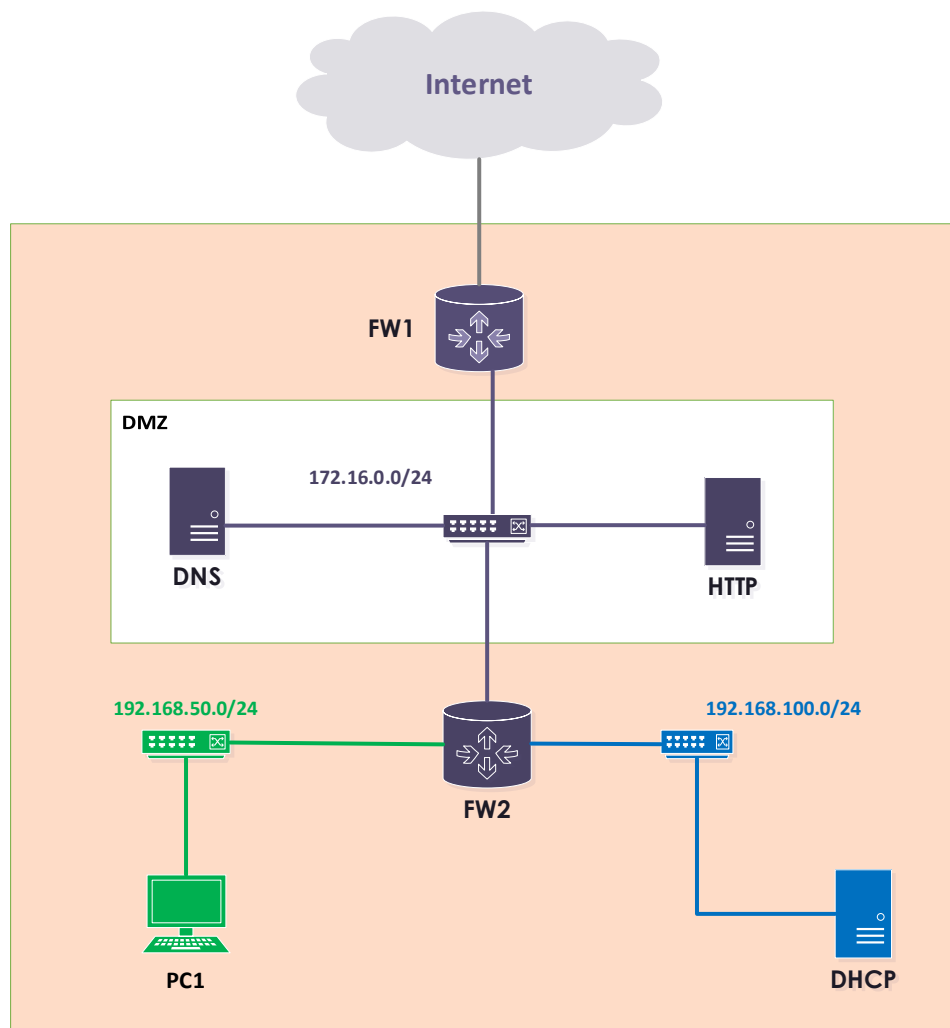 Internet
FW1
DMZ
172.16.0.0/24
DNS
HTTP
192.168.50.0/24
192.168.100.0/24
FW2
PC1
DHCP